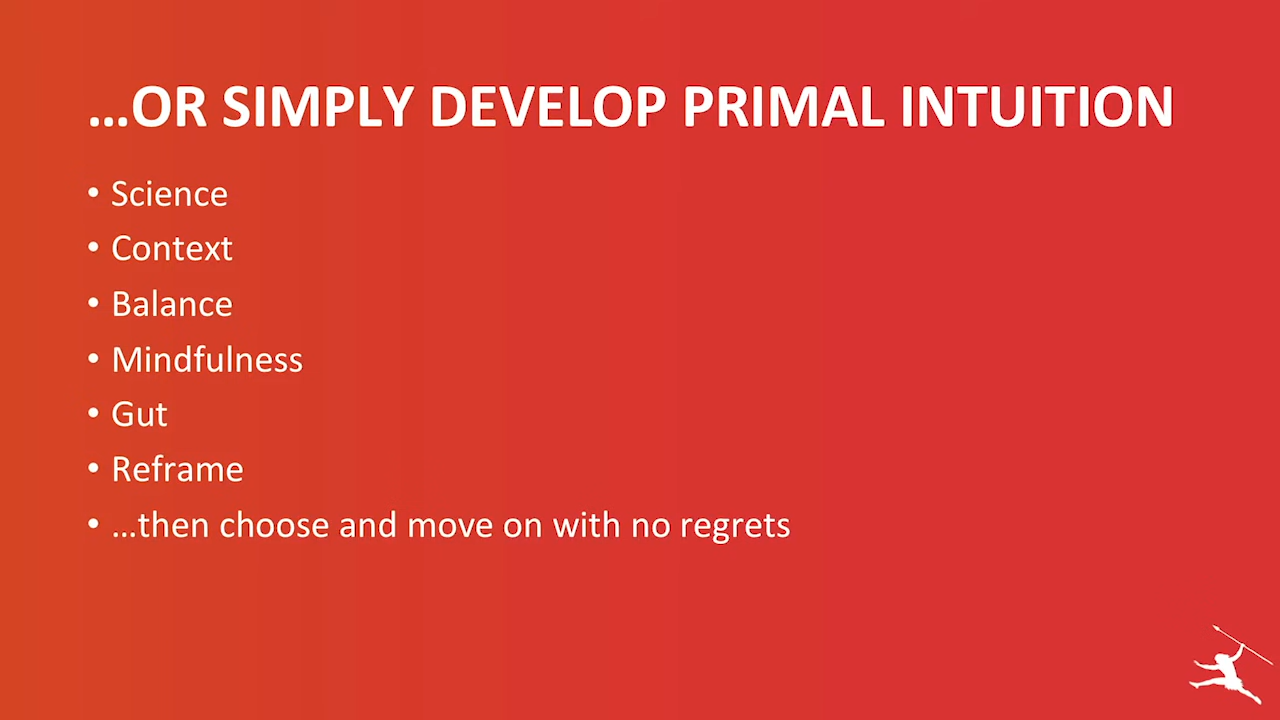 ...OR SIMPLY DEVELOP PRIMAL INTUITION
• Science
• Context
• Balance
• Mindfulness
• Gut
• Reframe
• ...then choose and move on with no regrets